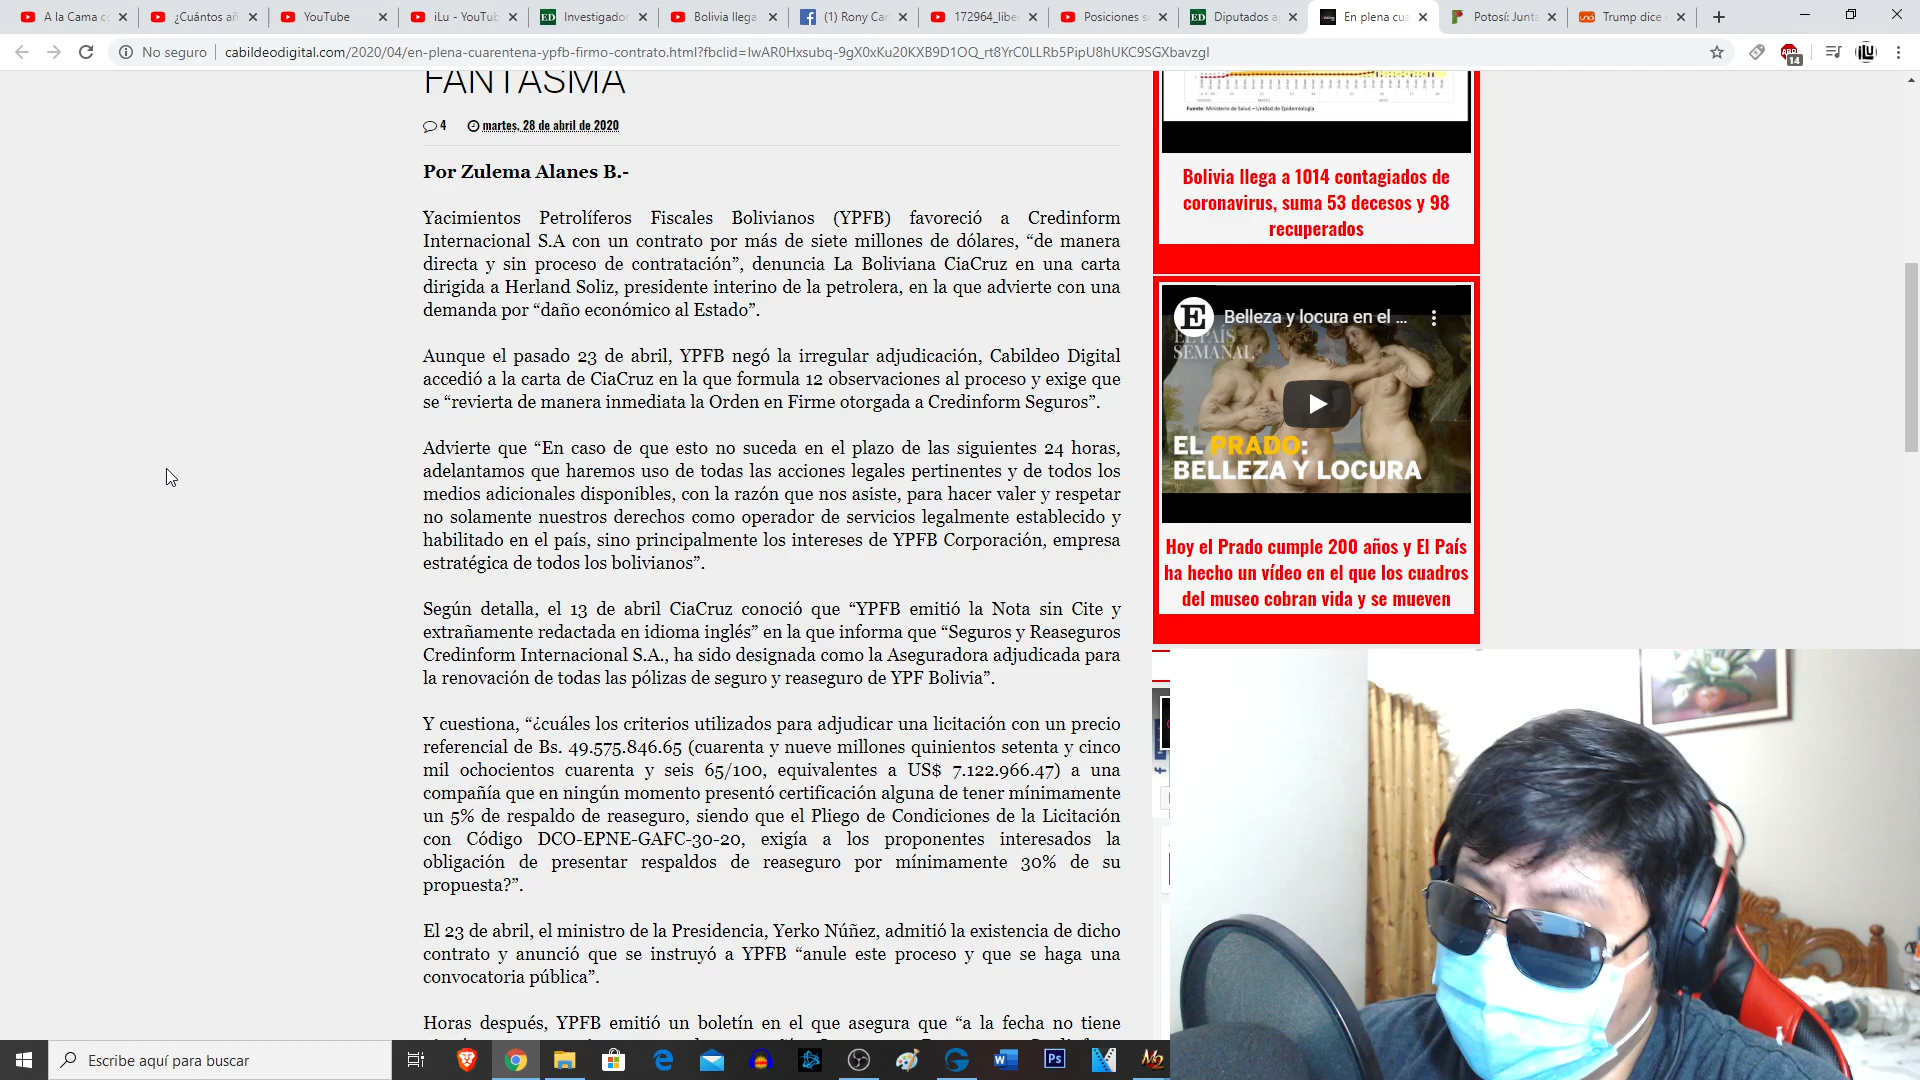 A la Cama co
¿Cuántos añ
YouTube
iLu - YouTub
Investigador
Bolivia llega
(1) Rony Car
172964_liber
Posiciones s
Diputados a
En plena cua
Potosí: Junta
Trump dice
No seguro
cabildeodigital.com/2020/04/en-plena-cuarentena-ypfb-firmo-contrato.html?fbclid=IwAR0Hxsubq-9gX0xKu20KXB9D1OQ_rt8YrC0LLRb5PipU8hUKC9SGXbavzgI
14
FANTASMA
4 martes, 28 de abril de 2020
Por Zulema Alanes B.-
Yacimientos Petrolíferos Fiscales Bolivianos (YPFB) favoreció a Credinform
Internacional S.A con un contrato por más de siete millones de dólares, “de manera
directa y sin proceso de contratación”, denuncia La Boliviana CiaCruz en una carta
dirigida a Herland Soliz, presidente interino de la petrolera, en la que advierte con una
demanda por “daño económico al Estado”.
Aunque el pasado 23 de abril, YPFB negó la irregular adjudicación, Cabildeo Digital
accedió a la carta de CiaCruz en la que formula 12 observaciones al proceso y exige que
se “revierta de manera inmediata la Orden en Firme otorgada a Credinform Seguros”.
Advierte que “En caso de que esto no suceda en el plazo de las siguientes 24 horas,
adelantamos que haremos uso de todas las acciones legales pertinentes y de todos los
medios adicionales disponibles, con la razón que nos asiste, para hacer valer y respetar
no solamente nuestros derechos como operador de servicios legalmente establecido y
habilitado en el país, sino principalmente los intereses de YPFB Corporación, empresa
estratégica de todos los bolivianos”.
Según detalla, el 13 de abril CiaCruz conoció que “YPFB emitió la Nota sin Cite y
extrañamente redactada en idioma inglés” en la que informa que “Seguros y Reaseguros
Credinform Internacional S.A., ha sido designada como la Aseguradora adjudicada para
la renovación de todas las pólizas de seguro y reaseguro de YPF Bolivia”.
Y cuestiona, “¿cuáles los criterios utilizados para adjudicar una licitación con un precio
referencial de Bs. 49.575.846.65 (cuarenta y nueve millones quinientos setenta y cinco
mil ochocientos cuarenta y seis 65/100, equivalentes a US$ 7.122.966.47) a una
compañía que en ningún momento presentó certificación alguna de tener mínimamente
un 5% de respaldo de reaseguro, siendo que el Pliego de Condiciones de la Licitación
con Código DCO-EPNE-GAFC-30-20, exigía a los proponentes interesados la
obligación de presentar respaldos de reaseguro por mínimamente 30% de su
propuesta?”.
El 23 de abril, el ministro de la Presidencia, Yerko Núñez, admitió la existencia de dicho
contrato y anunció que se instruyó a YPFB “anule este proceso y que se haga una
convocatoria pública”.
Horas después, YPFB emitió un boletín en el que asegura que “a la fecha no tiene
Fuente: Ministerio de Salud – Unidad de Epidemiología
Bolivia llega a 1014 contagiados de
coronavirus, suma 53 decesos y 98
recuperados
Belleza y locura en el ...
EL PAÍS
SEMANAL
EL PRADO:
BELLEZA Y LOCURA
Hoy el Prado cumple 200 años y El País
ha hecho un vídeo en el que los cuadros
del museo cobran vida y se mueven
Escribe aquí para buscar